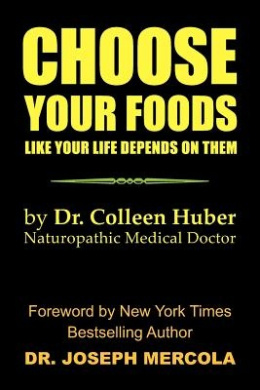 CHOOSE
YOUR FOODS
LIKE YOUR LIFE DEPENDS ON THEM
by Dr. Colleen Huber
Naturopathic Medical Doctor
Foreword by New York Times
Bestselling Author
DR. JOSEPH MERCOLA